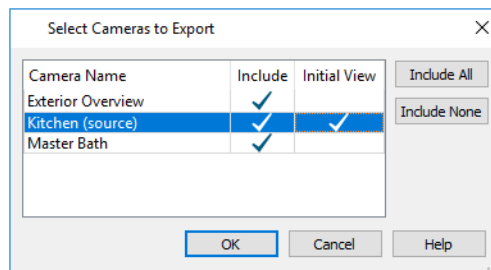 Select Cameras to Export
Camera Name Include Initial View
Include All
Exterior Overview
Include None
Kitchen (source)
Master Bath
OK Cancel Help